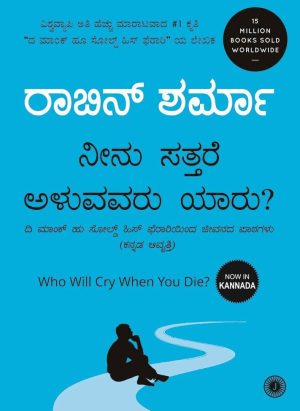 ವಿಶ್ವವ್ಯಾಪಿ ಅತಿ ಹೆಚ್ಚು ಮಾರಾಟವಾದ #1 ಕೃತಿ
“ದ ಮಾಂಕ್ ಹೂ ಸೋಲ್ಡ್ ಹಿಸ್ ಫೆರಾರಿ” ಯ ಲೇಖಕ
15
MILLION
BOOKS SOLD
WORLDWIDE
ರಾಬಿನ್ ಶರ್ಮಾ
ನೀನು ಸತ್ತರೆ
ಅಳುವವರು ಯಾರು?
ದಿ ಮಾಂಕ್ ಹು ಸೋಲ್ಡ್ ಹಿಸ್ ಫೆರಾರಿಯಿಂದ ಜೀವನದ ಪಾಠಗಳು
(ಕನ್ನಡ ಆವೃತ್ತಿ)
Who Will Cry When You Die?
NOW IN
KANNADA
J